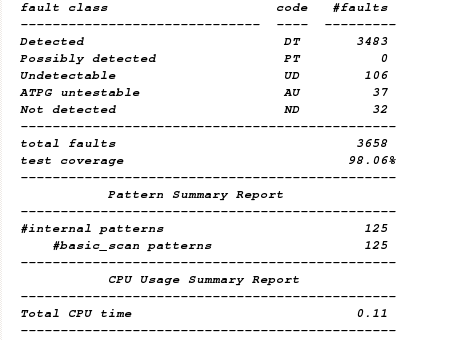 fault class code #faults
------------------------------ ---- ---------
Detected DT 3483
Possibly detected PT 0
Undetectable UD 106
ATPG untestable AU 37
Not detected ND 32
-----------------------------------------------
total faults 3658
test coverage 98.06%
-----------------------------------------------
Pattern Summary Report
-----------------------------------------------
#internal patterns 125
#basic_scan patterns 125
-----------------------------------------------
CPU Usage Summary Report
-----------------------------------------------
Total CPU time 0.11
-----------------------------------------------